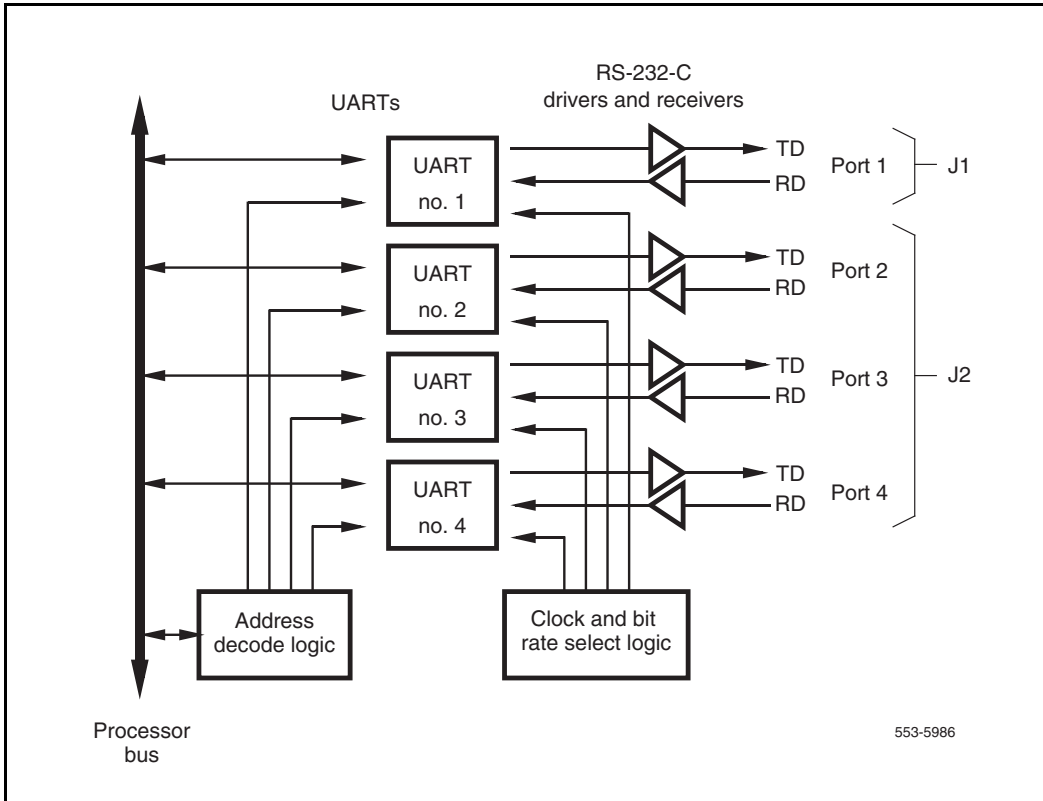 RS-232-C
drivers and receivers
UARTs
UART
no. 1
TD
RD
Port 1
J1
UART
no. 2
TD
RD
Port 2
UART
no. 3
TD
RD
Port 3
J2
UART
no. 4
TD
RD
Port 4
Address
decode logic
Clock and bit
rate select logic
Processor
bus
553-5986